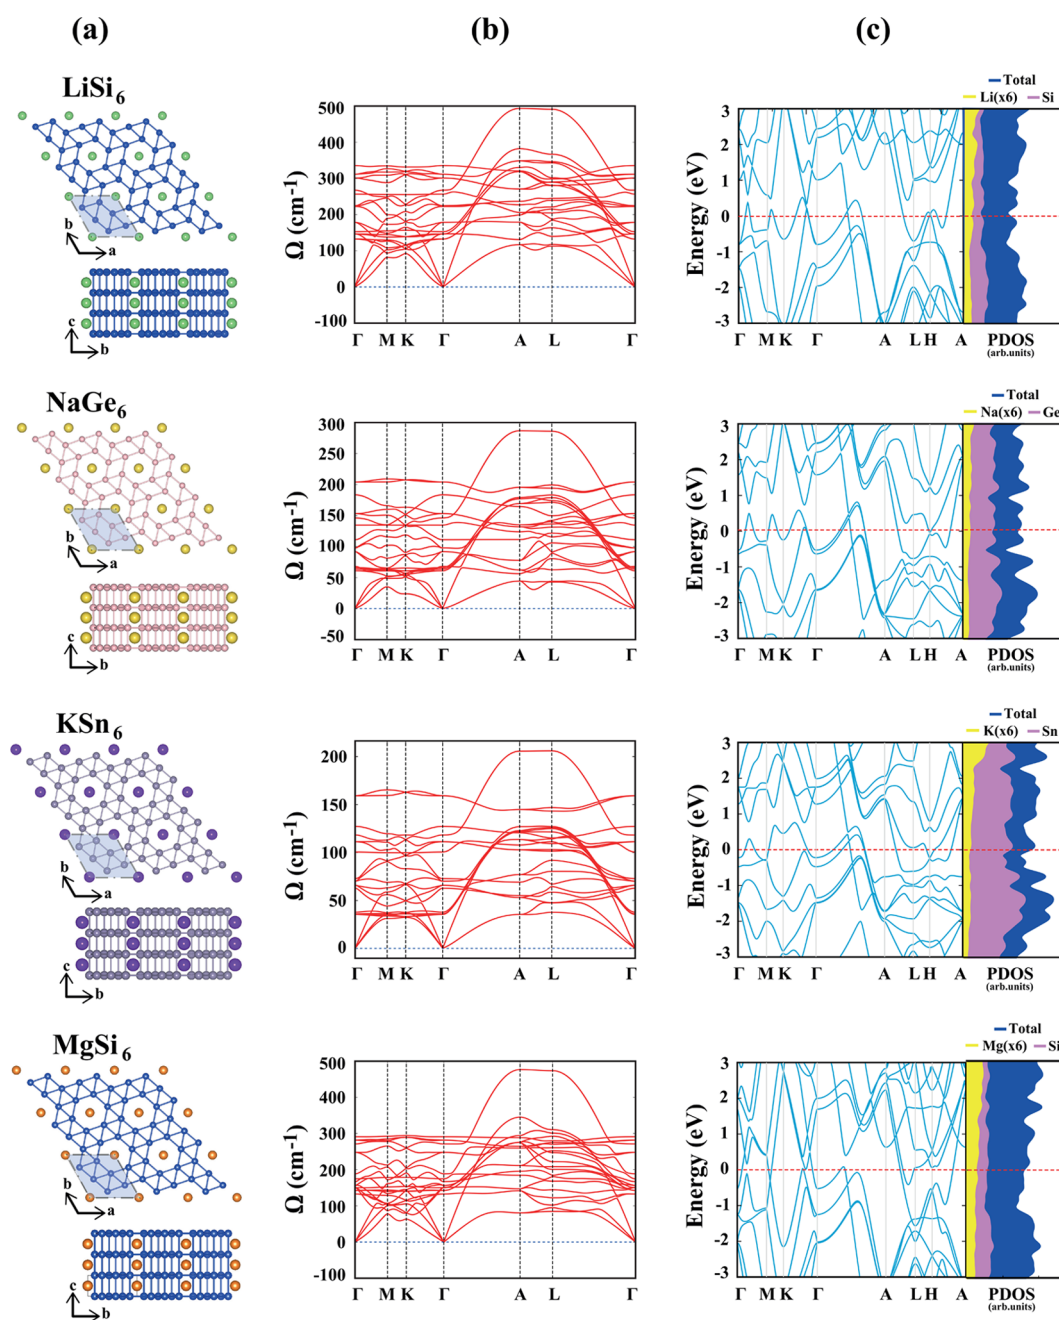 (a) (b) (c)
LiSi6
b
a
c
b
Ω (cm-1)
500
400
300
200
100
0
-100
Γ M K Γ A L Γ
Energy (eV)
3
2
1
0
-1
-2
-3
Γ M K Γ A L H A
Total
Li(x6) Si
PDOS
(arb.units)
NaGe6
b
a
c
b
Ω (cm-1)
300
250
200
150
100
50
0
-50
Γ M K Γ A L Γ
Energy (eV)
3
2
1
0
-1
-2
-3
Γ M K Γ A L H A
Total
Na(x6) Ge
PDOS
(arb.units)
KSn6
b
a
c
b
Ω (cm-1)
200
150
100
50
0
Γ M K Γ A L Γ
Energy (eV)
3
2
1
0
-1
-2
-3
Γ M K Γ A L H A
Total
K(x6) Sn
PDOS
(arb.units)
MgSi6
b
a
c
b
Ω (cm-1)
500
400
300
200
100
0
-100
Γ M K Γ A L Γ
Energy (eV)
3
2
1
0
-1
-2
-3
Γ M K Γ A L H A
Total
Mg(x6) Si
PDOS
(arb.units)